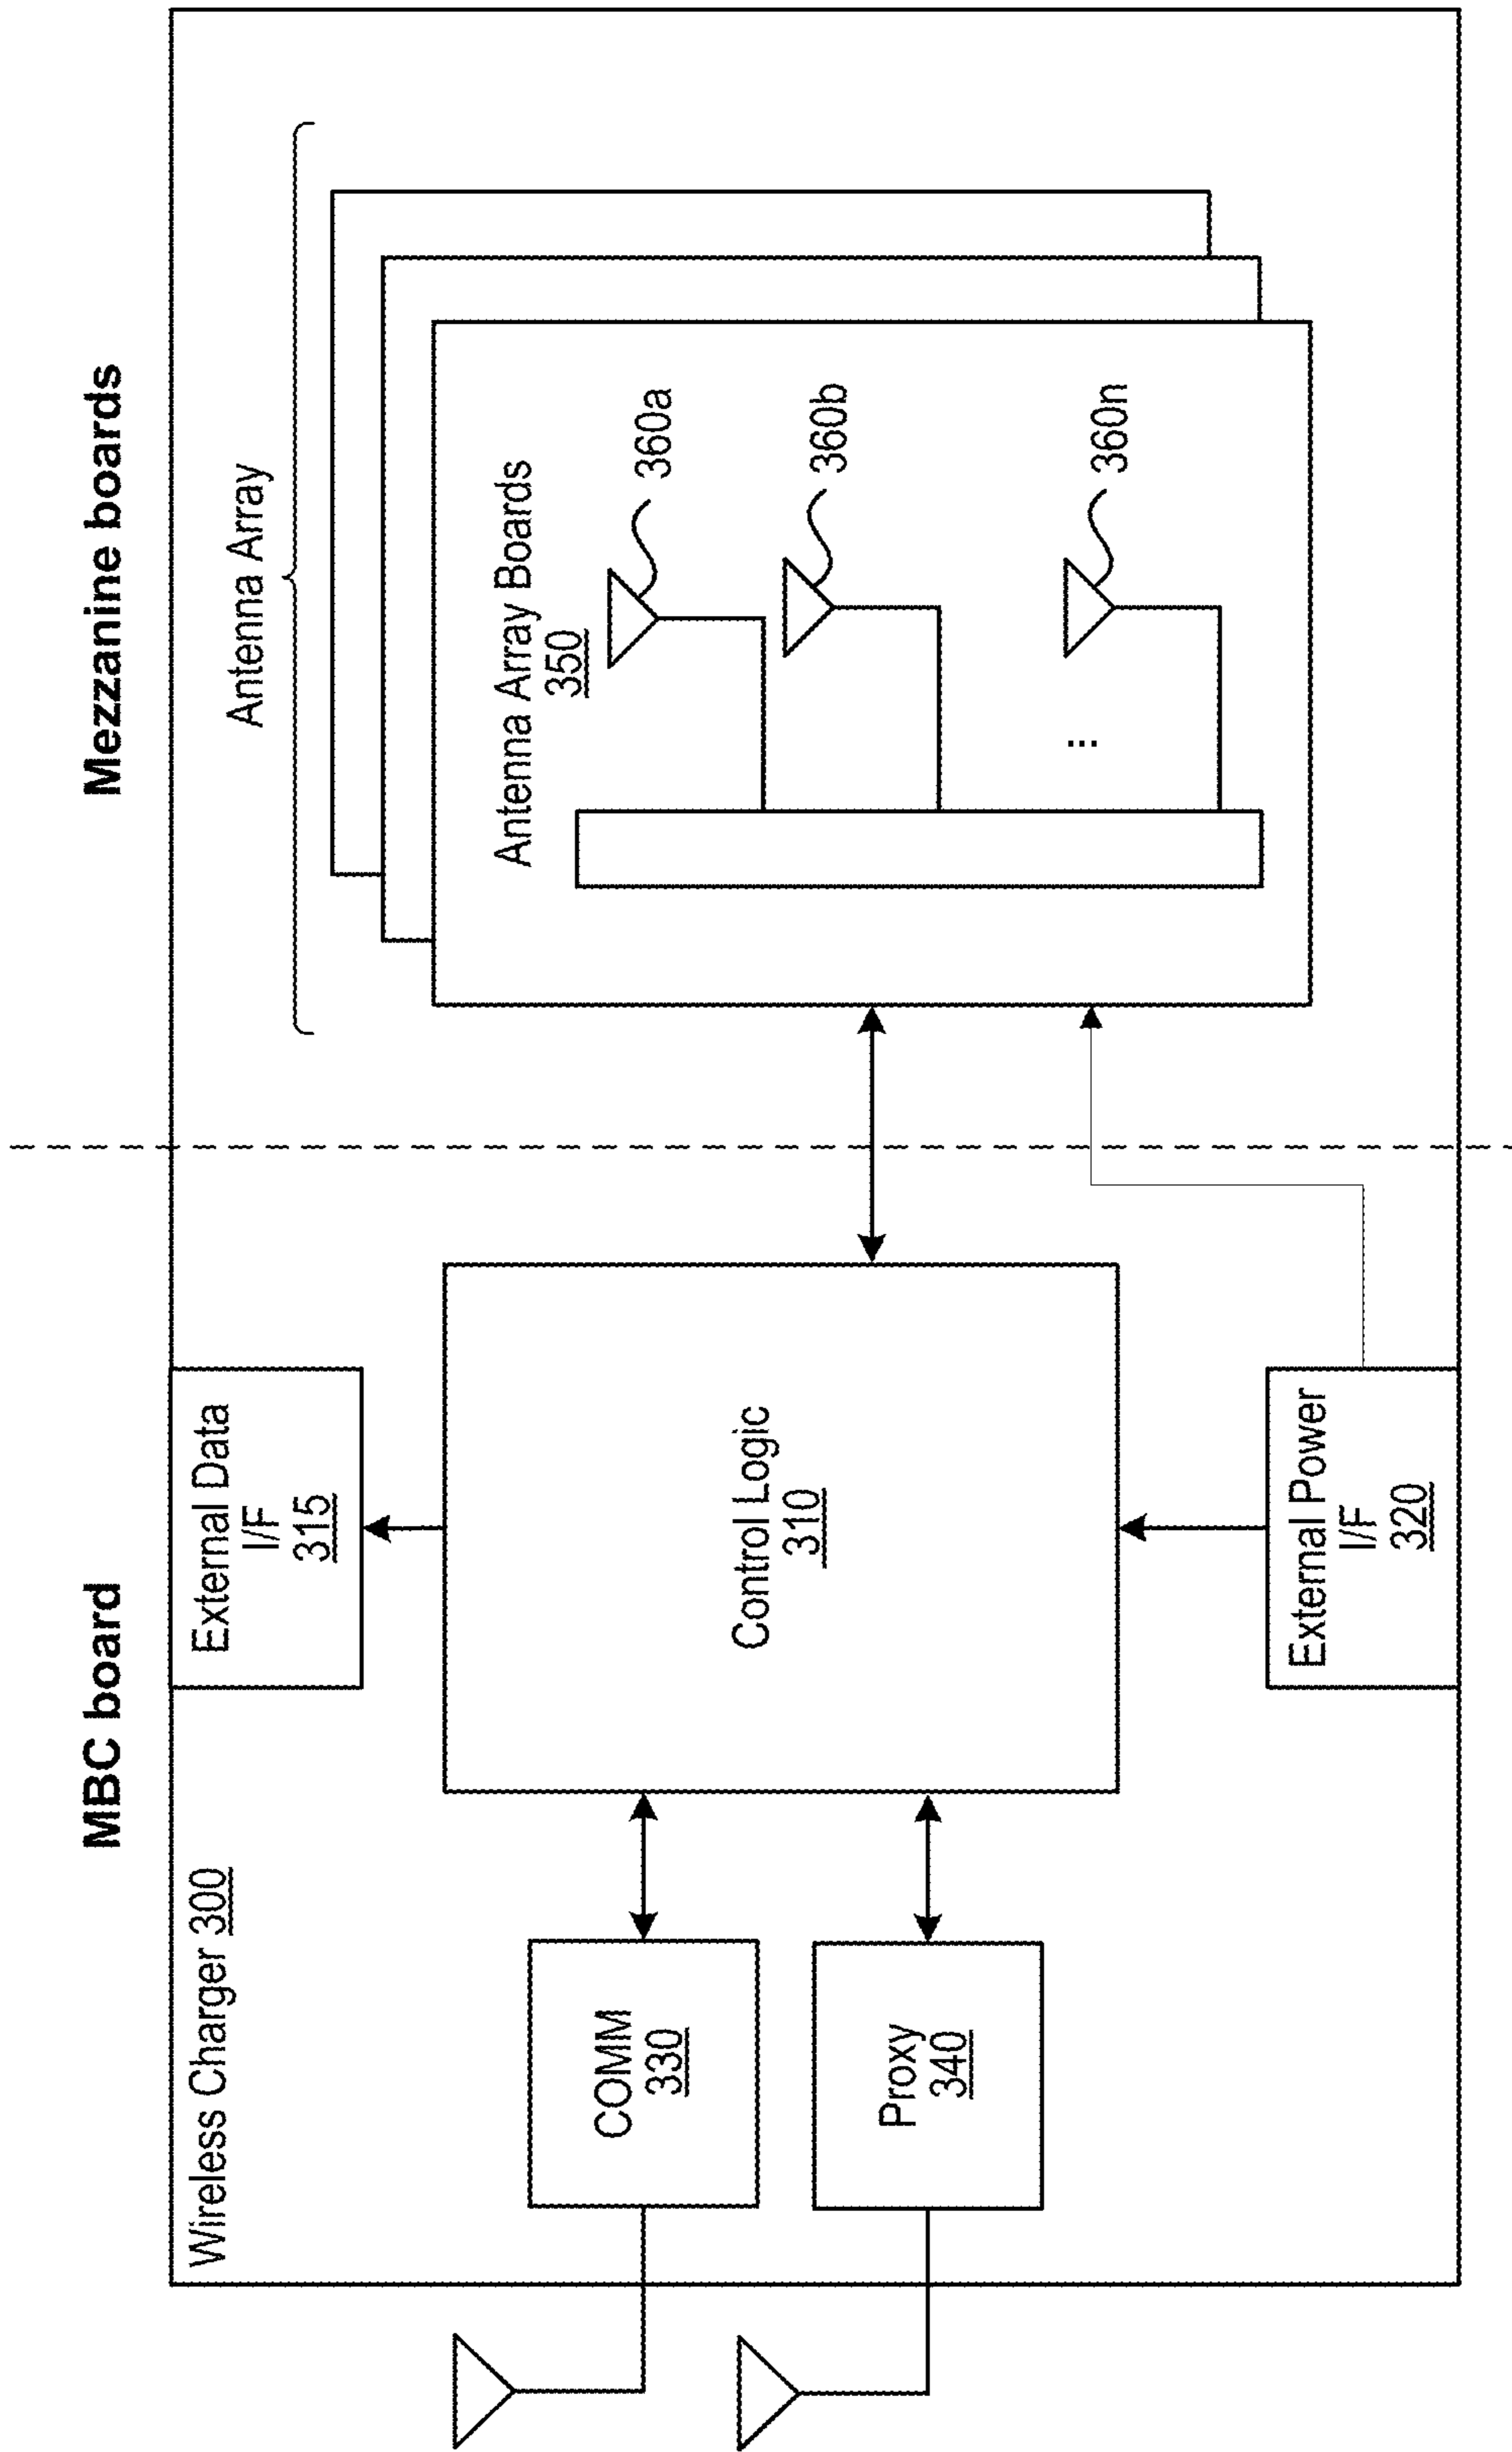 MBC board
Mezzanine boards
Wireless Charger 300
External Data
I/F
315
Antenna Array
COMM
330
Proxy
340
Control Logic
310
External Power
I/F
320
Antenna Array Boards
350
360a
360b
...
360n